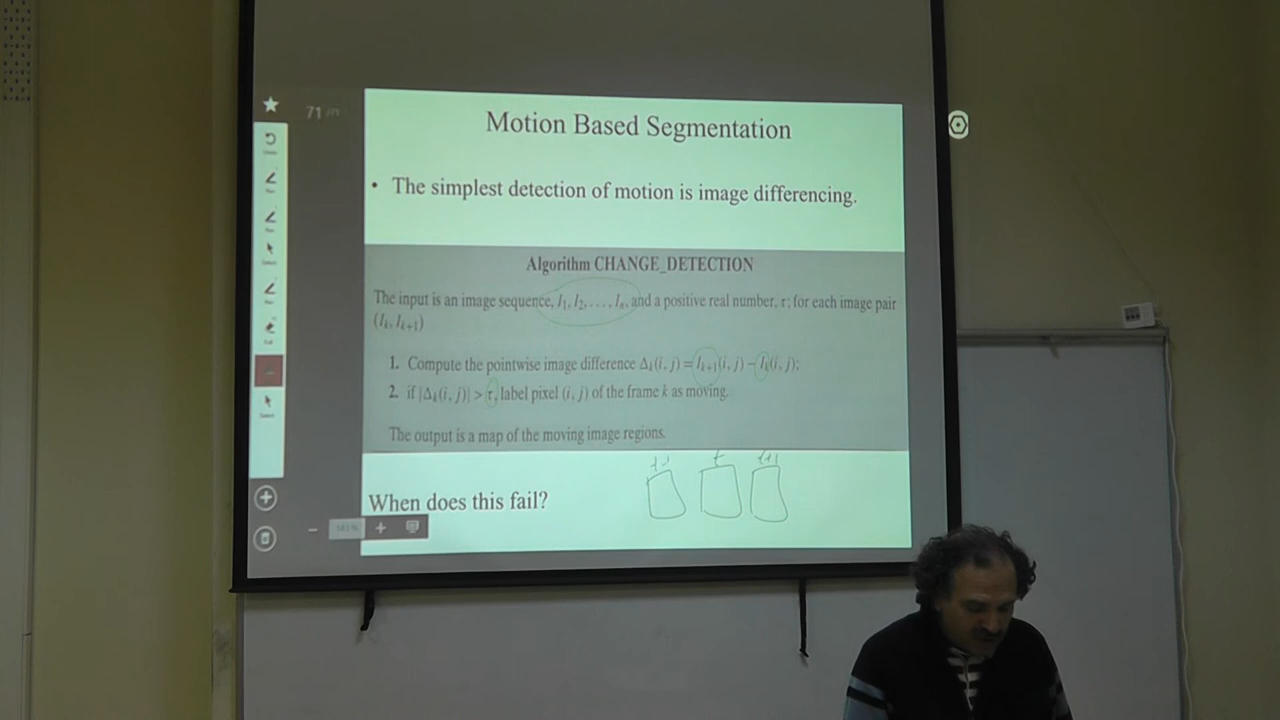 71
Motion Based Segmentation
• The simplest detection of motion is image differencing.
Algorithm CHANGE_DETECTION
The input is an image sequence, I₁, I₂, . . . , Iₙ, and a positive real number, τ; for each image pair
(Iₖ, Iₖ₊₁)
1. Compute the pointwise image difference Δₖ(i, j) = Iₖ₊₁(i, j) − Iₖ(i, j);
2. if |Δₖ(i, j)| > τ, label pixel (i, j) of the frame k as moving.
The output is a map of the moving image regions.
t t+1
When does this fail?